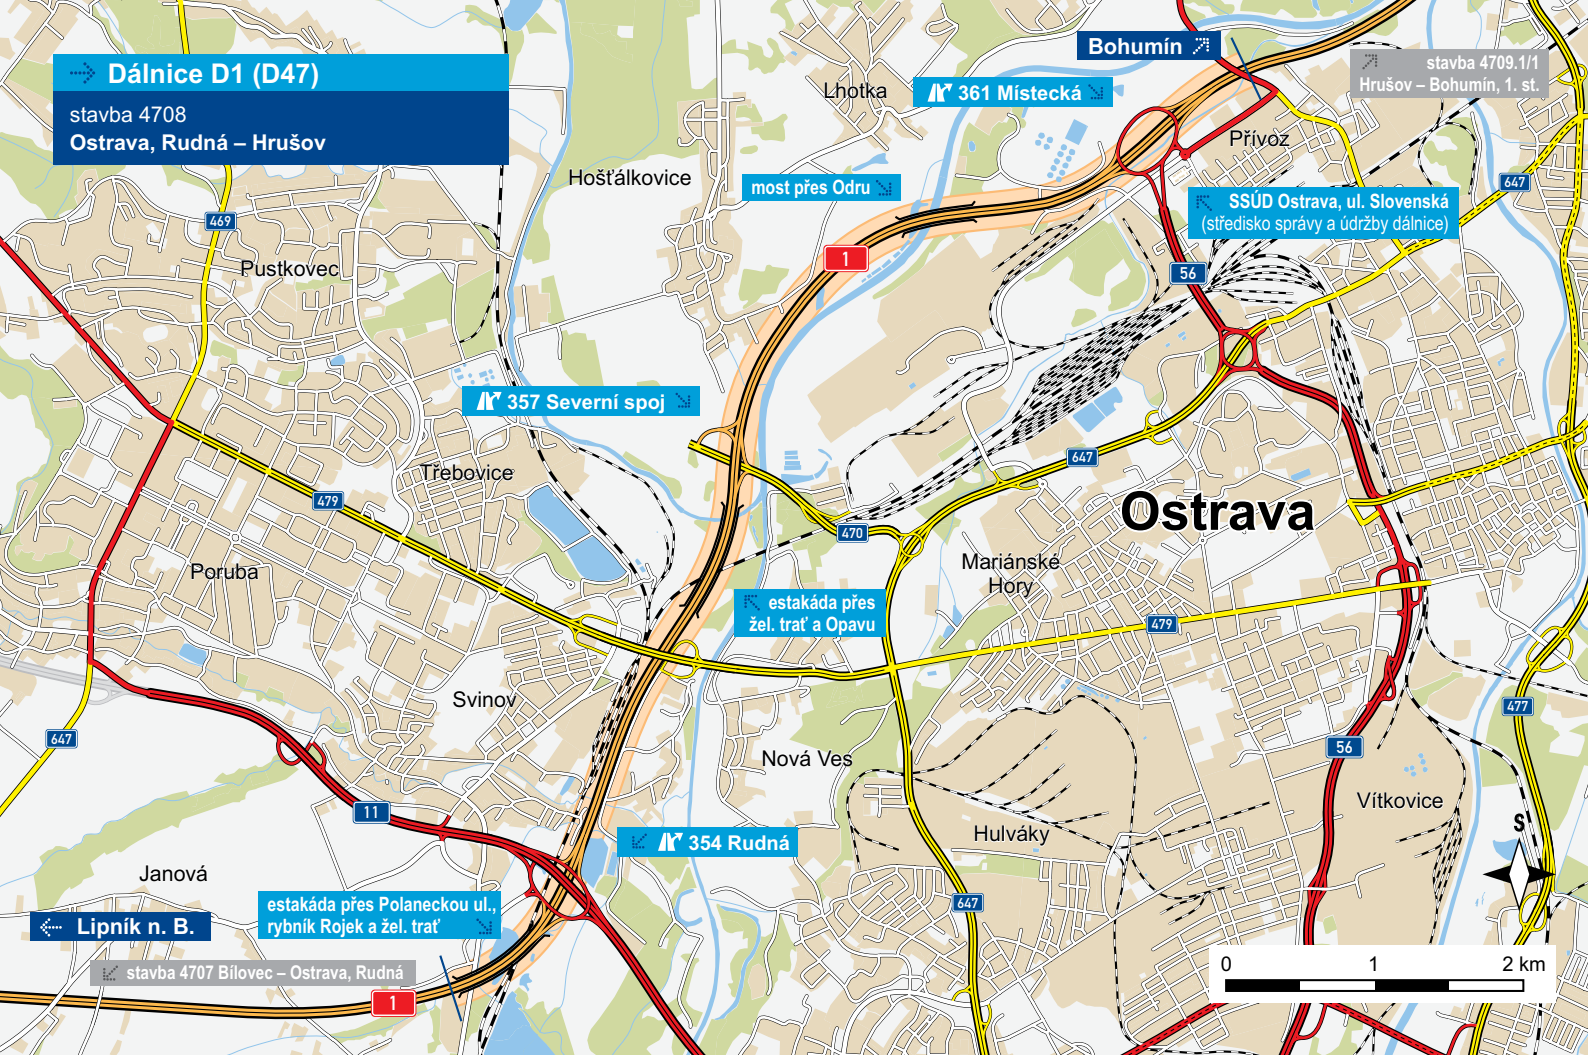 Dálnice D1 (D47)
stavba 4708
Ostrava, Rudná – Hrušov
Bohumín
stavba 4709.1/1
Hrušov – Bohumín, 1. st.
Lhotka
361 Místecká
Přívoz
Hošťálkovice
most přes Odru
647
SSÚD Ostrava, ul. Slovenská
(středisko správy a údržby dálnice)
469
Pustkovec
1
56
357 Severní spoj
647
Třebovice
479
Ostrava
470
Mariánské
Hory
Poruba
estakáda přes
žel. trať a Opavu
479
Svinov
477
647
56
Nová Ves
Vítkovice
11
S
Hulváky
354 Rudná
Janová
estakáda přes Polaneckou ul.,
rybník Rojek a žel. trať
647
Lipník n. B.
stavba 4707 Bílovec – Ostrava, Rudná
1
0 1 2 km